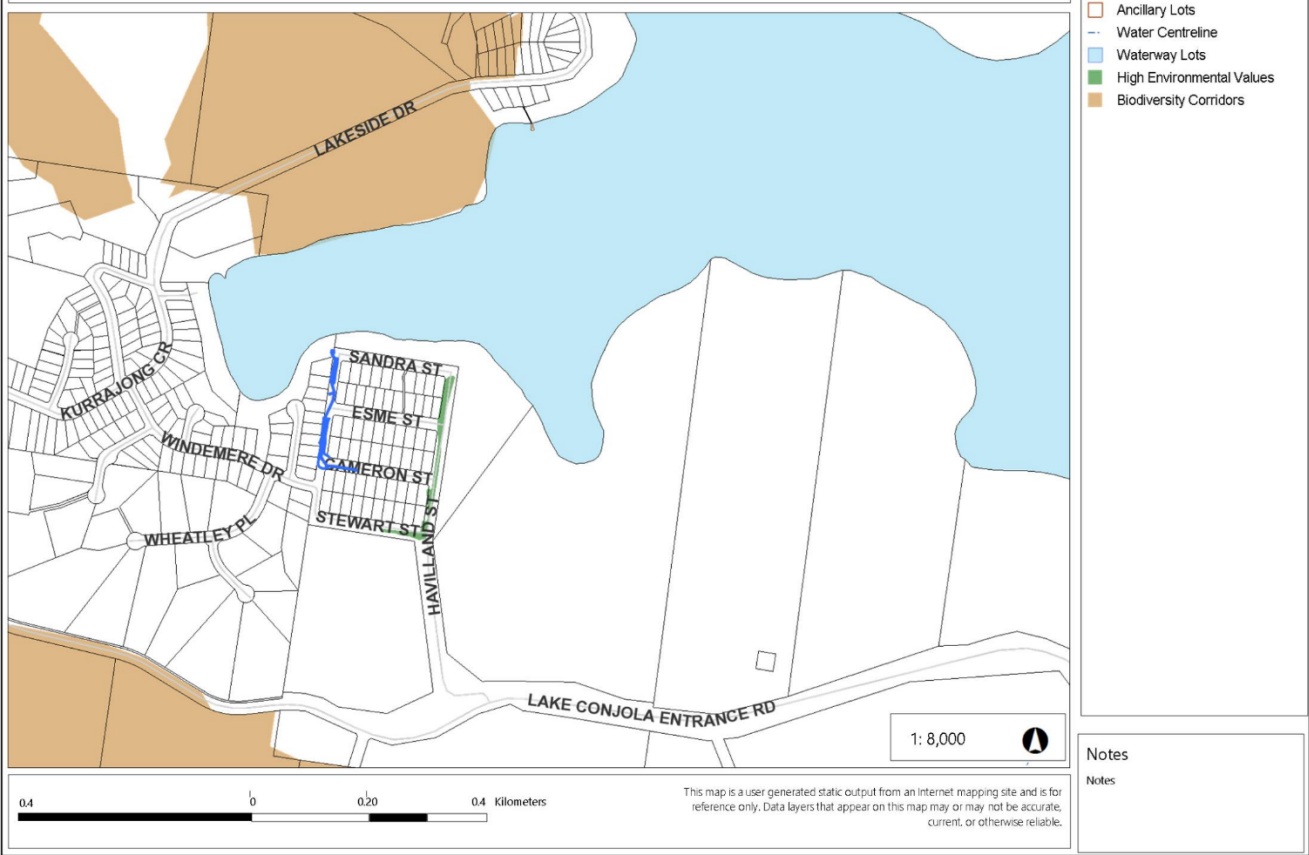 Ancillary Lots
Water Centreline
Waterway Lots
High Environmental Values
Biodiversity Corridors
LAKESIDE DR
KURRAJONG CR
SANDRA ST
ESME ST
WINDEMERE DR
CAMERON ST
STEWART ST
WHEATLEY PL
HAVILLAND ST
LAKE CONJOLA ENTRANCE RD
1: 8,000
Notes
Notes
0.4 0 0.20 0.4 Kilometers
This map is a user generated static output from an Internet mapping site and is for
reference only. Data layers that appear on this map may or may not be accurate,
current, or otherwise reliable.